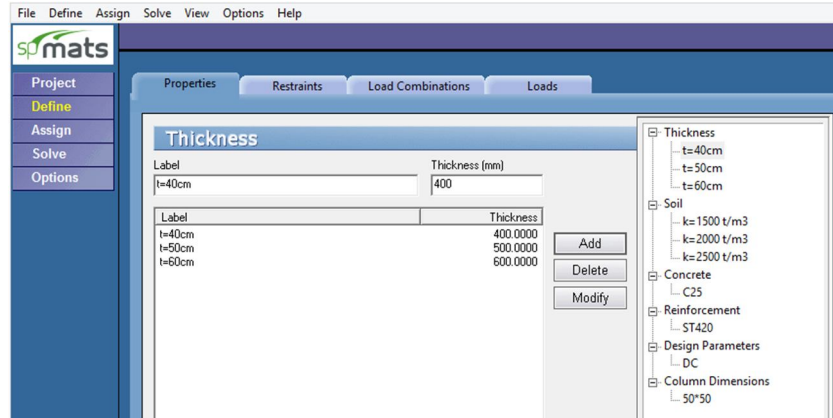 File Define Assign Solve View Options Help
spmats
Project
Define
Assign
Solve
Options
Properties Restraints Load Combinations Loads
Thickness
Label Thickness (mm)
t=40cm 400
Label Thickness
t=40cm 400.0000
t=50cm 500.0000
t=60cm 600.0000
Add
Delete
Modify
Thickness
t=40cm
t=50cm
t=60cm
Soil
k=1500 t/m3
k=2000 t/m3
k=2500 t/m3
Concrete
C25
Reinforcement
ST420
Design Parameters
DC
Column Dimensions
50*50